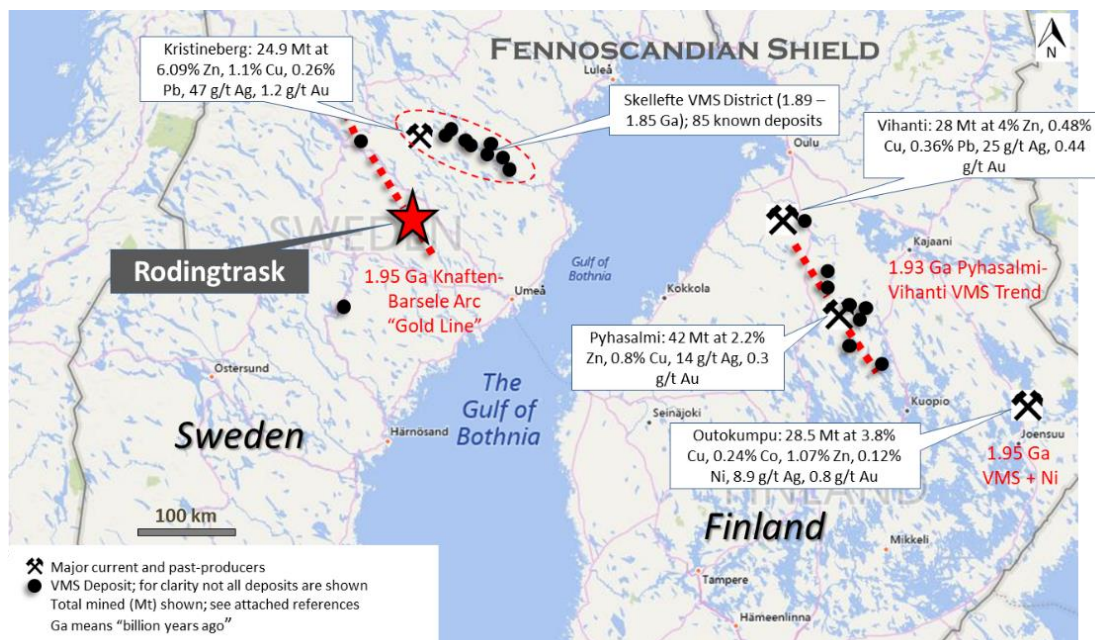 FENNOSCANDIAN SHIELD
N
Kristineberg: 24.9 Mt at
6.09% Zn, 1.1% Cu, 0.26%
Pb, 47 g/t Ag, 1.2 g/t Au
Luleå
Skellefte VMS District (1.89 –
1.85 Ga); 85 known deposits
Vihanti: 28 Mt at 4% Zn, 0.48%
Cu, 0.36% Pb, 25 g/t Ag, 0.44
g/t Au
Oulu
SWEDEN
Rodingtrask
1.95 Ga Knaften-
Barsele Arc
“Gold Line”
Gulf of
Bothnia
Umeå
Kokkola
Kajaani
1.93 Ga Pyhasalmi-
Vihanti VMS Trend
Pyhasalmi: 42 Mt at 2.2%
Zn, 0.8% Cu, 14 g/t Ag, 0.3
g/t Au
Ostersund
The
Gulf of
Bothnia
Sweden
Härnösand
Seinäjoki
Kuopio
Outokumpu: 28.5 Mt at 3.8%
Cu, 0.24% Co, 1.07% Zn, 0.12%
Ni, 8.9 g/t Ag, 0.8 g/t Au
Joensuu
1.95 Ga
VMS + Ni
FINLAND
Finland
100 km
Mikkeli
Tampere
Hämeenlinna
Major current and past-producers
VMS Deposit; for clarity not all deposits are shown
Total mined (Mt) shown; see attached references
Ga means “billion years ago”